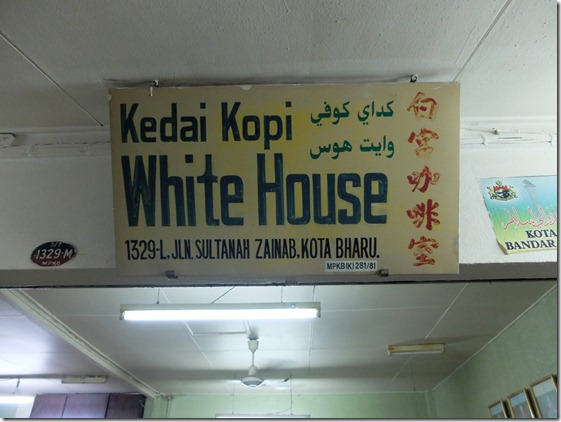 Kedai Kopi
كداي كوفي
White House
وايت هوس
白宫咖啡室
1329-L, JLN. SULTANAH ZAINAB. KOTA BHARU.
MPKB(K) 281/81
1329-M
MPKB
KOTA
BANDAR